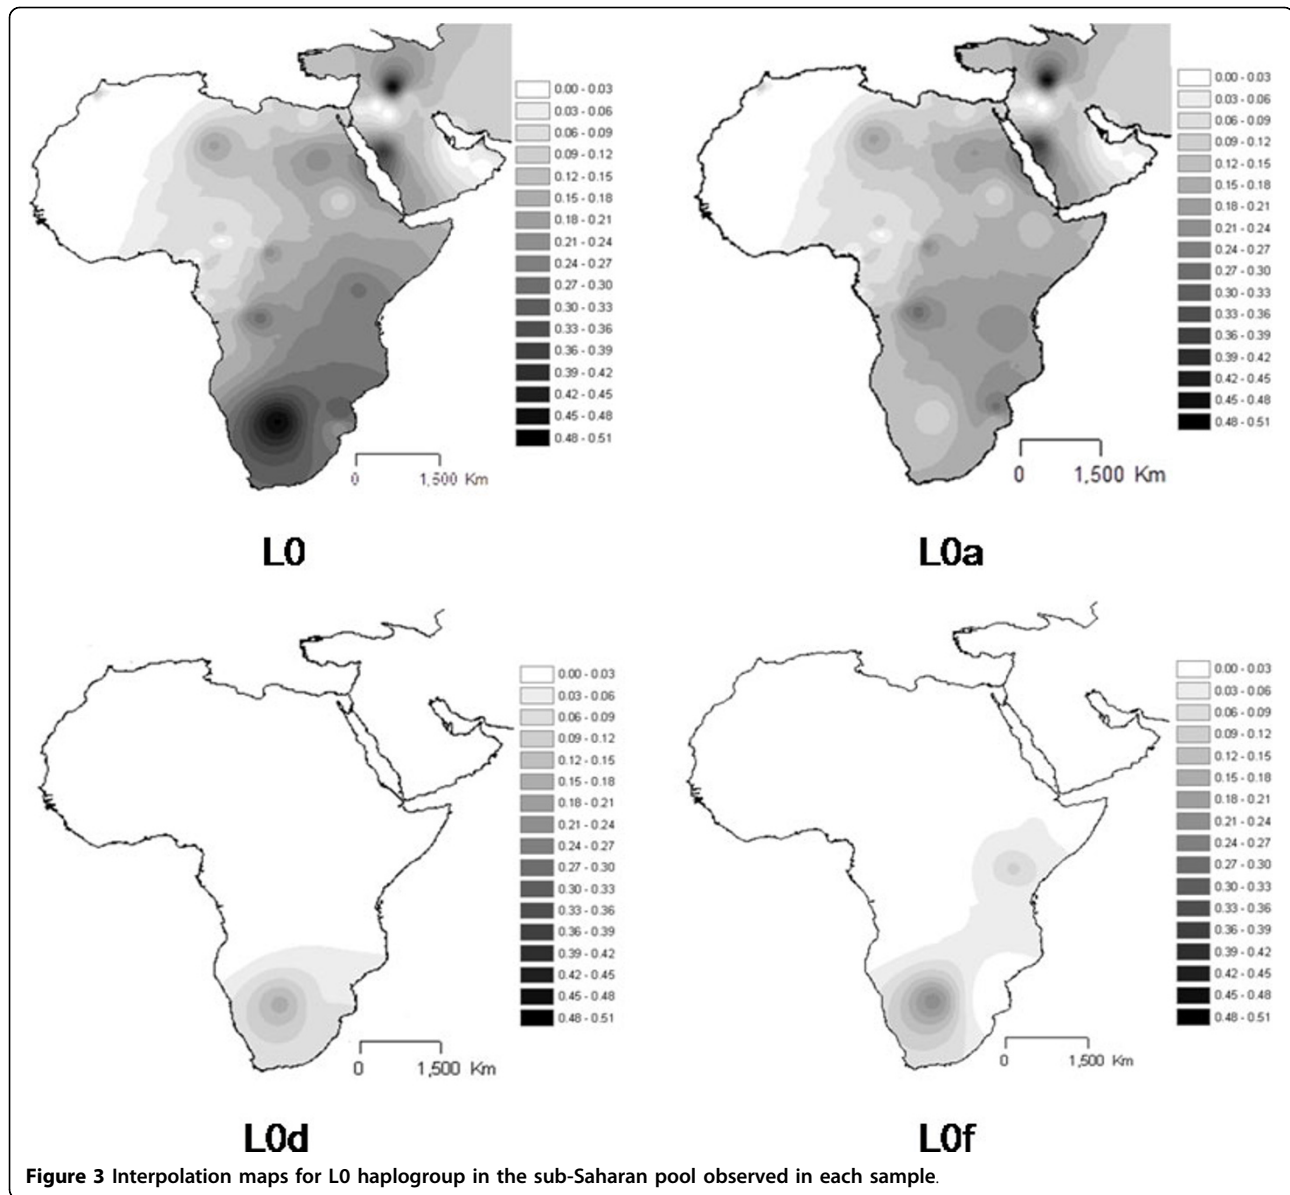 0.00 - 0.03
0.03 - 0.06
0.06 - 0.09
0.09 - 0.12
0.12 - 0.15
0.15 - 0.18
0.18 - 0.21
0.21 - 0.24
0.24 - 0.27
0.27 - 0.30
0.30 - 0.33
0.33 - 0.36
0.36 - 0.39
0.39 - 0.42
0.42 - 0.45
0.45 - 0.48
0.48 - 0.51
0 1,500 Km
L0
0.00 - 0.03
0.03 - 0.06
0.06 - 0.09
0.09 - 0.12
0.12 - 0.15
0.15 - 0.18
0.18 - 0.21
0.21 - 0.24
0.24 - 0.27
0.27 - 0.30
0.30 - 0.33
0.33 - 0.36
0.36 - 0.39
0.39 - 0.42
0.42 - 0.45
0.45 - 0.48
0.48 - 0.51
0 1,500 Km
L0a
0.00 - 0.03
0.03 - 0.06
0.06 - 0.09
0.09 - 0.12
0.12 - 0.15
0.15 - 0.18
0.18 - 0.21
0.21 - 0.24
0.24 - 0.27
0.27 - 0.30
0.30 - 0.33
0.33 - 0.36
0.36 - 0.39
0.39 - 0.42
0.42 - 0.45
0.45 - 0.48
0.48 - 0.51
0 1,500 Km
L0d
0.00 - 0.03
0.03 - 0.06
0.06 - 0.09
0.09 - 0.12
0.12 - 0.15
0.15 - 0.18
0.18 - 0.21
0.21 - 0.24
0.24 - 0.27
0.27 - 0.30
0.30 - 0.33
0.33 - 0.36
0.36 - 0.39
0.39 - 0.42
0.42 - 0.45
0.45 - 0.48
0.48 - 0.51
0 1,500 Km
L0f
Figure 3 Interpolation maps for L0 haplogroup in the sub-Saharan pool observed in each sample.